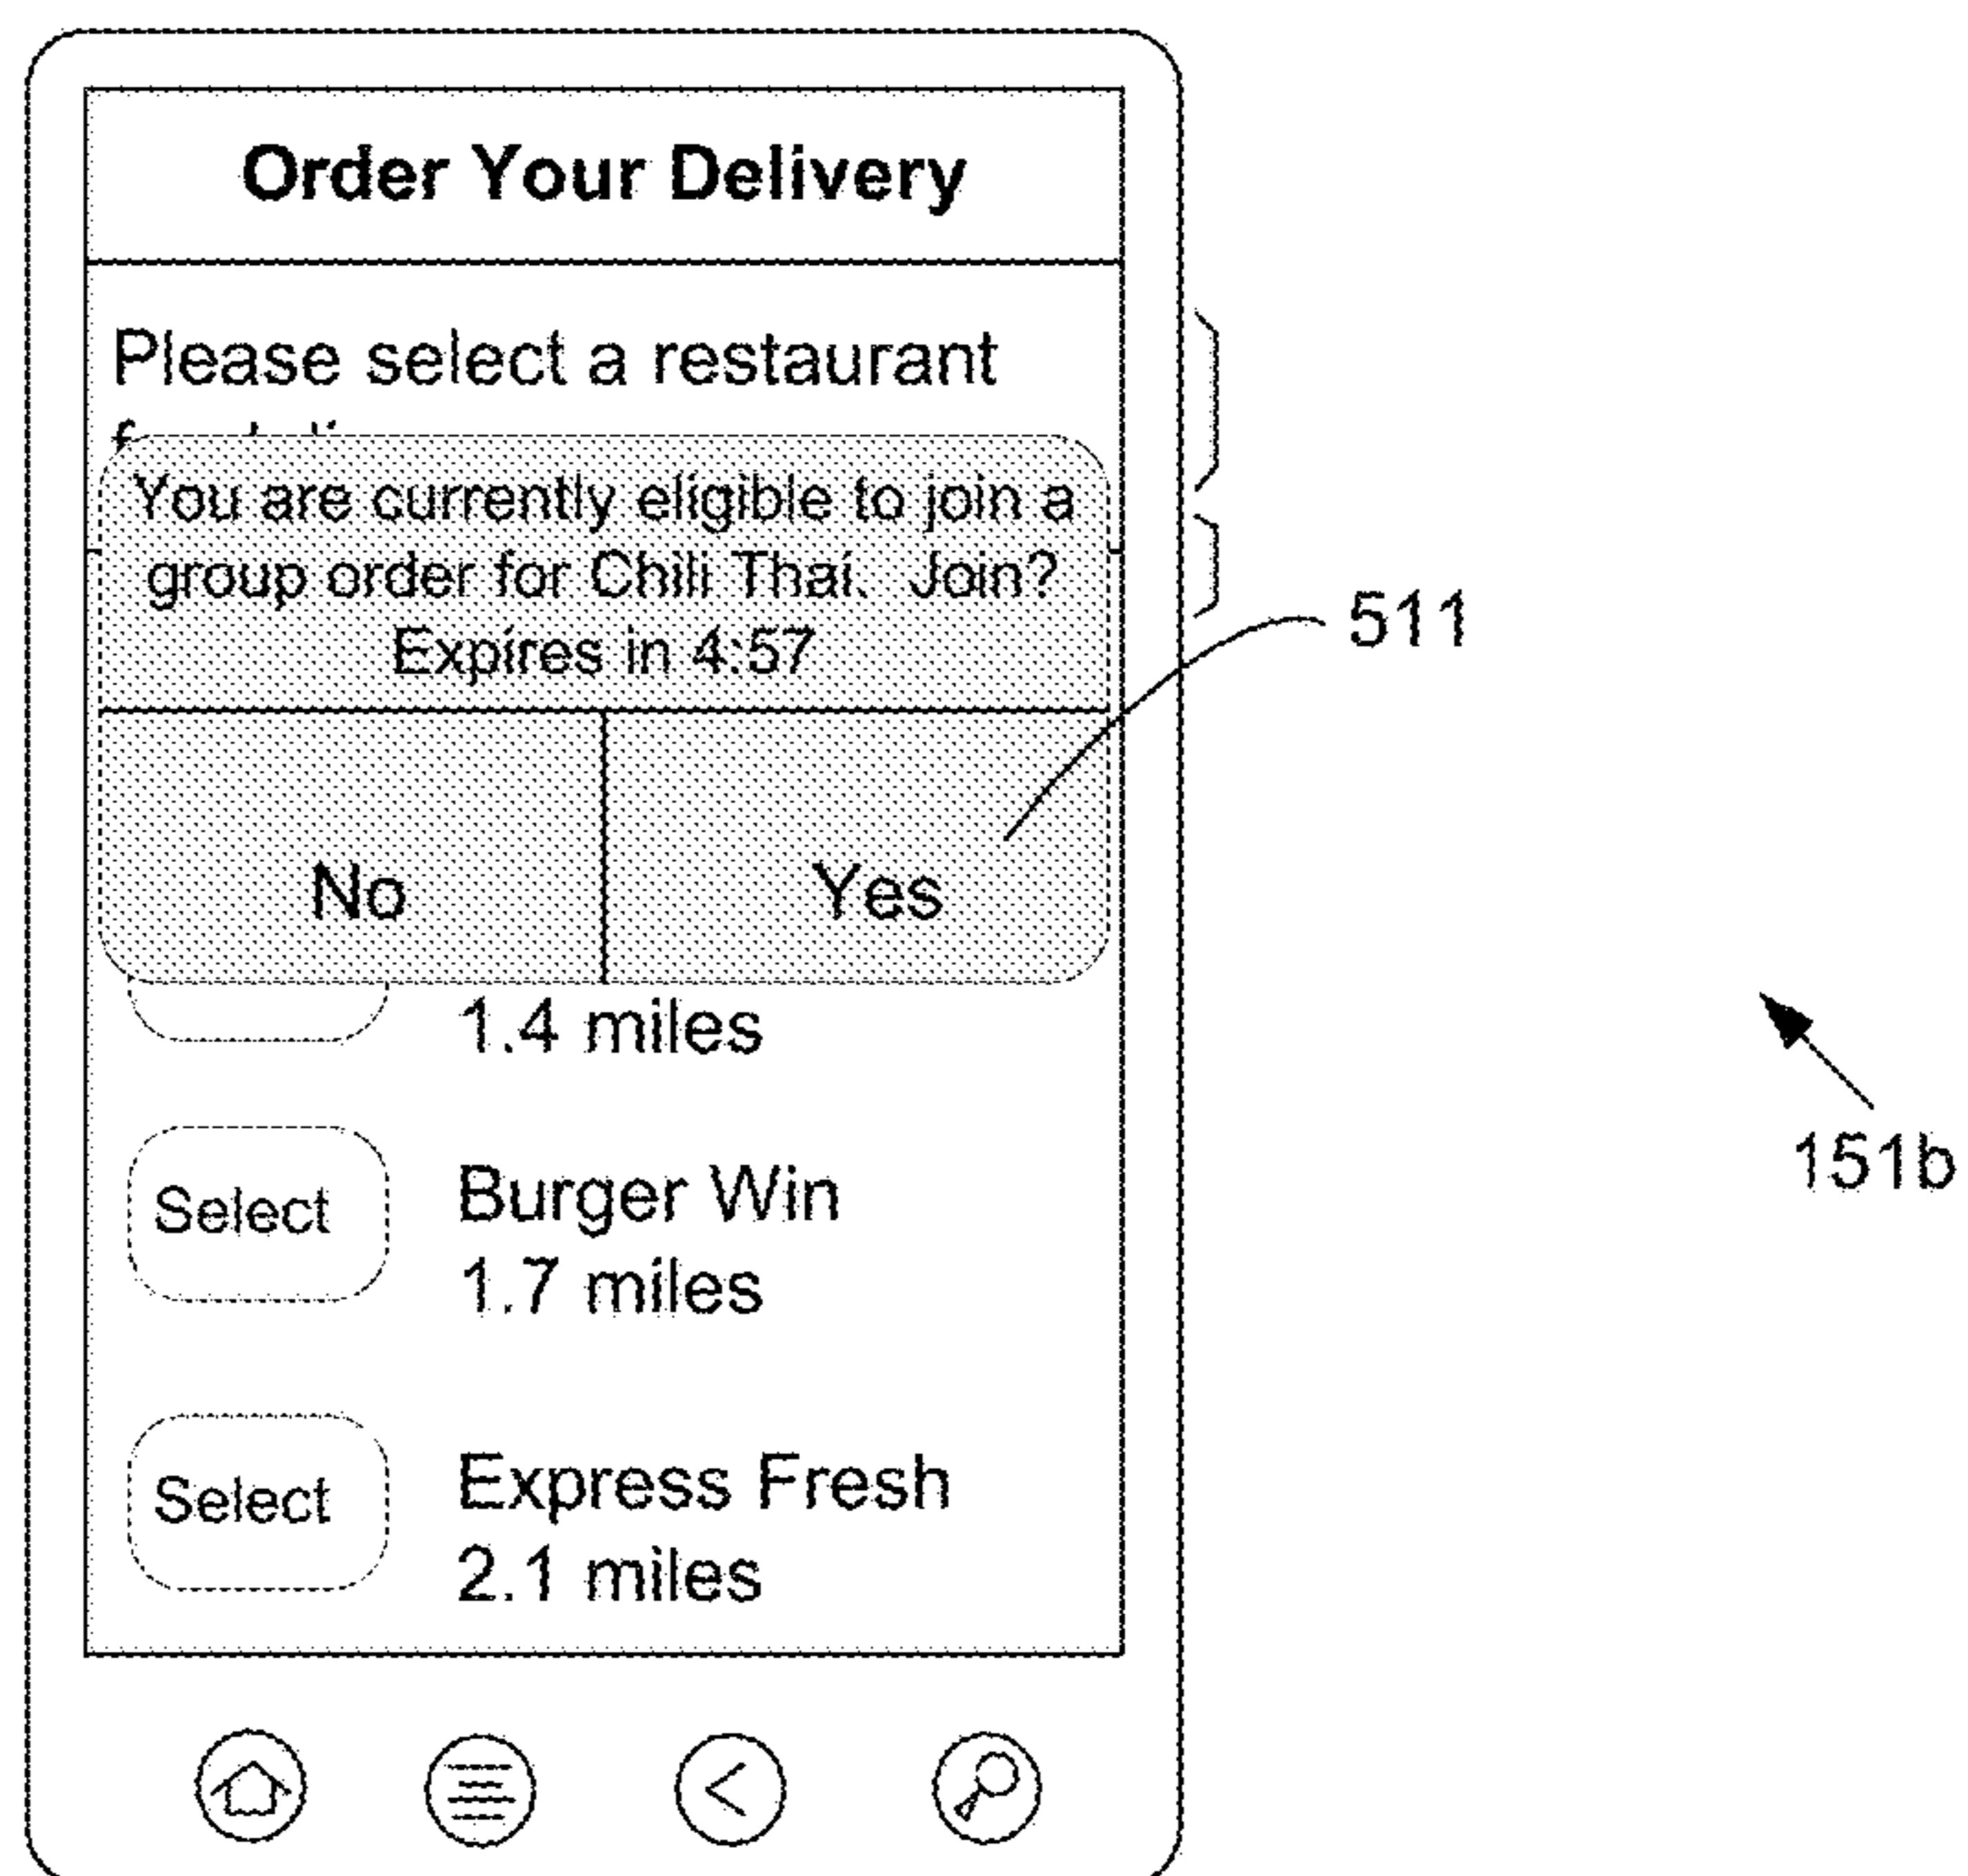 Order Your Delivery
Please select a restaurant
You are currently eligible to join a
group order for Chili Thai. Join?
Expires in 4:57
511
No
Yes
1.4 miles
151b
Select
Burger Win
1.7 miles
Select
Express Fresh
2.1 miles